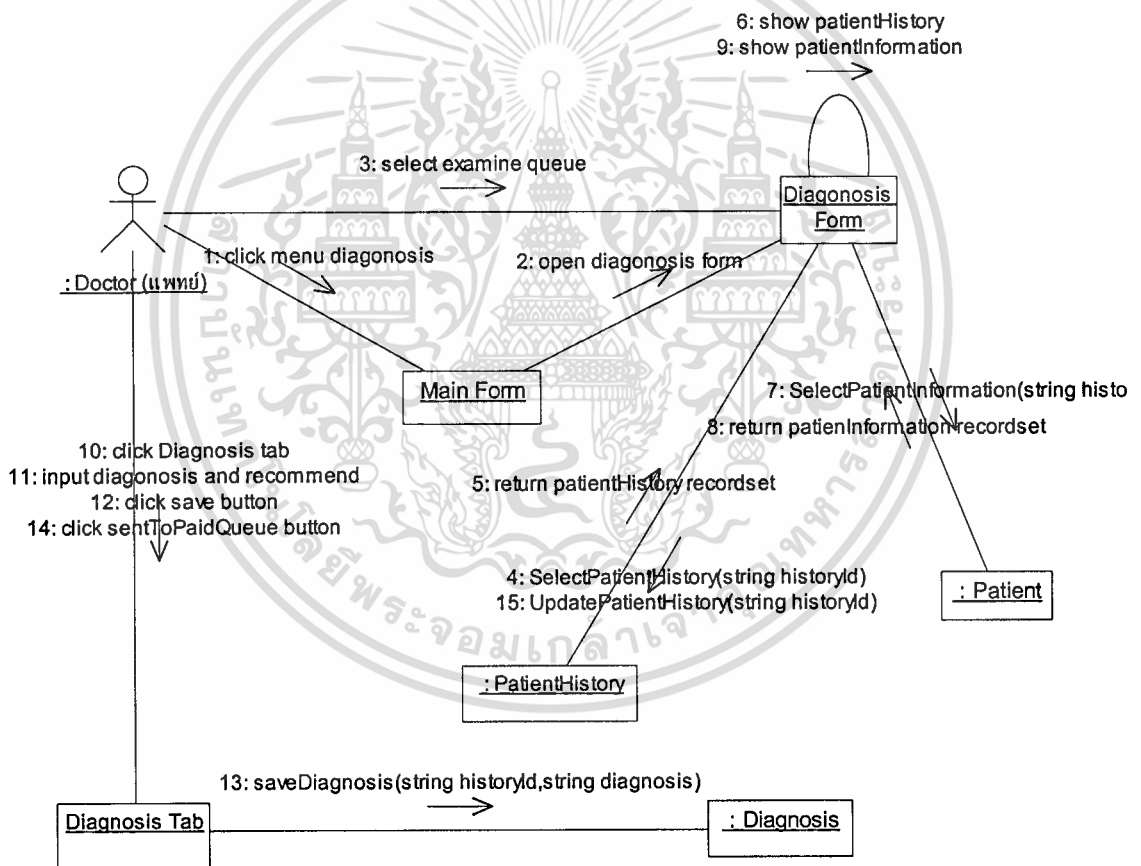 6: show patientHistory
9: show patientInformation
3: select examine queue
Diagonosis
Form
1: click menu diagonosis
2: open diagonosis form
: Doctor (แพทย์)
Main Form
7: SelectPatientInformation(string histo
8: return patienInformation recordset
10: click Diagnosis tab
11: input diagonosis and recommend
12: click save button
14: click sentToPaidQueue button
5: return patientHistory recordset
4: SelectPatientHistory(string historyId)
15: UpdatePatientHistory(string historyId)
: Patient
: PatientHistory
13: saveDiagnosis(string historyId,string diagnosis)
Diagnosis Tab
: Diagnosis